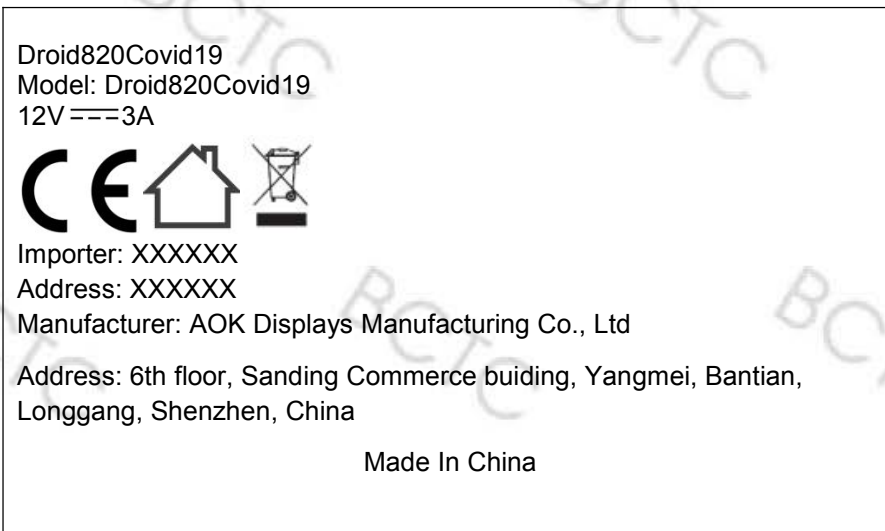 BCTC
BCTC
Droid820Covid19
Model: Droid820Covid19
12V⎓3A
CE
Importer: XXXXXX
Address: XXXXXX
Manufacturer: AOK Displays Manufacturing Co., Ltd
Address: 6th floor, Sanding Commerce buiding, Yangmei, Bantian,
Longgang, Shenzhen, China
Made In China
BCTC
BCTC